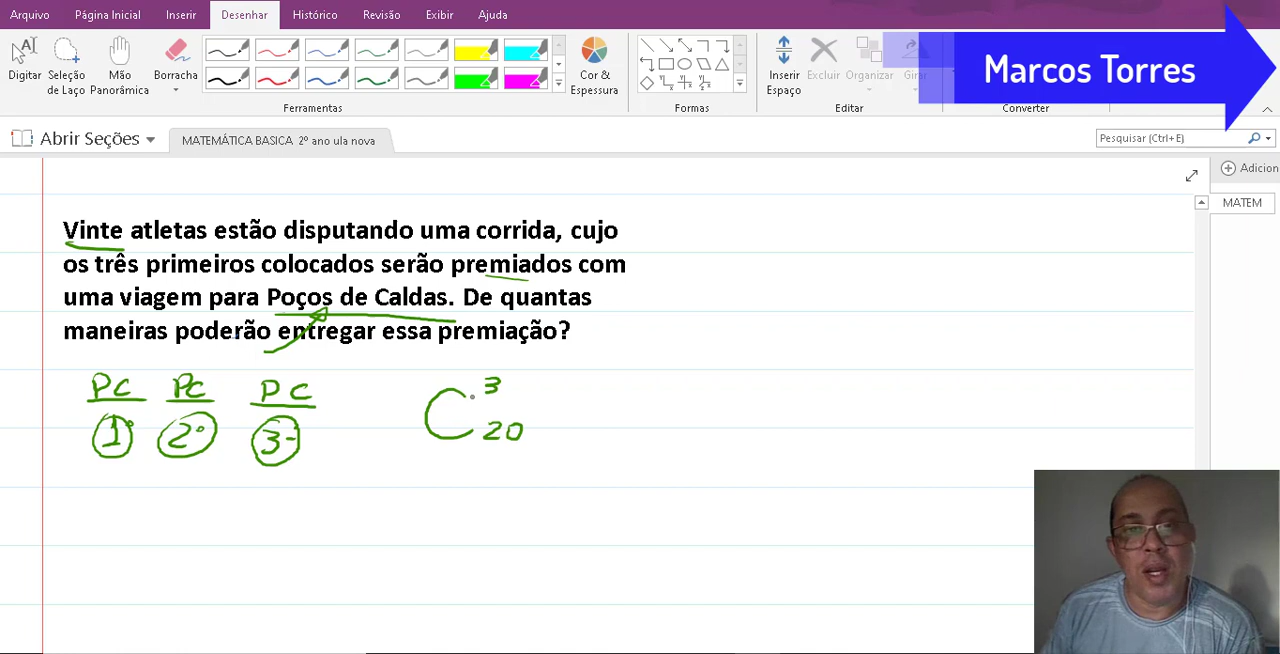 Arquivo Página Inicial Inserir Desenhar Histórico Revisão Exibir Ajuda
Marcos Torres
Digitar
Seleção de Laço
Mão Panorâmica
Borracha
Cor & Espessura
Inserir Espaço
Excluir
Organizar
Girar
Ferramentas
Formas
Editar
Converter
Abrir Seções
MATEMÁTICA BASICA 2º ano ula nova
Pesquisar (Ctrl+E)
Adicion
MATEM
Vinte atletas estão disputando uma corrida, cujo
os três primeiros colocados serão premiados com
uma viagem para Poços de Caldas. De quantas
maneiras poderão entregar essa premiação?
PC PC PC
1º 2º 3º
C 3
20